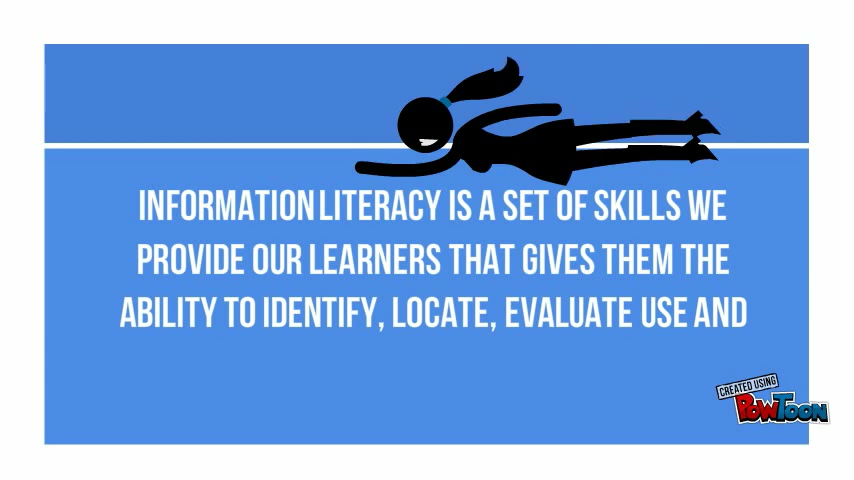 INFORMATION LITERACY IS A SET OF SKILLS WE
PROVIDE OUR LEARNERS THAT GIVES THEM THE
ABILITY TO IDENTIFY, LOCATE, EVALUATE USE AND
CREATED USING
POWTOON